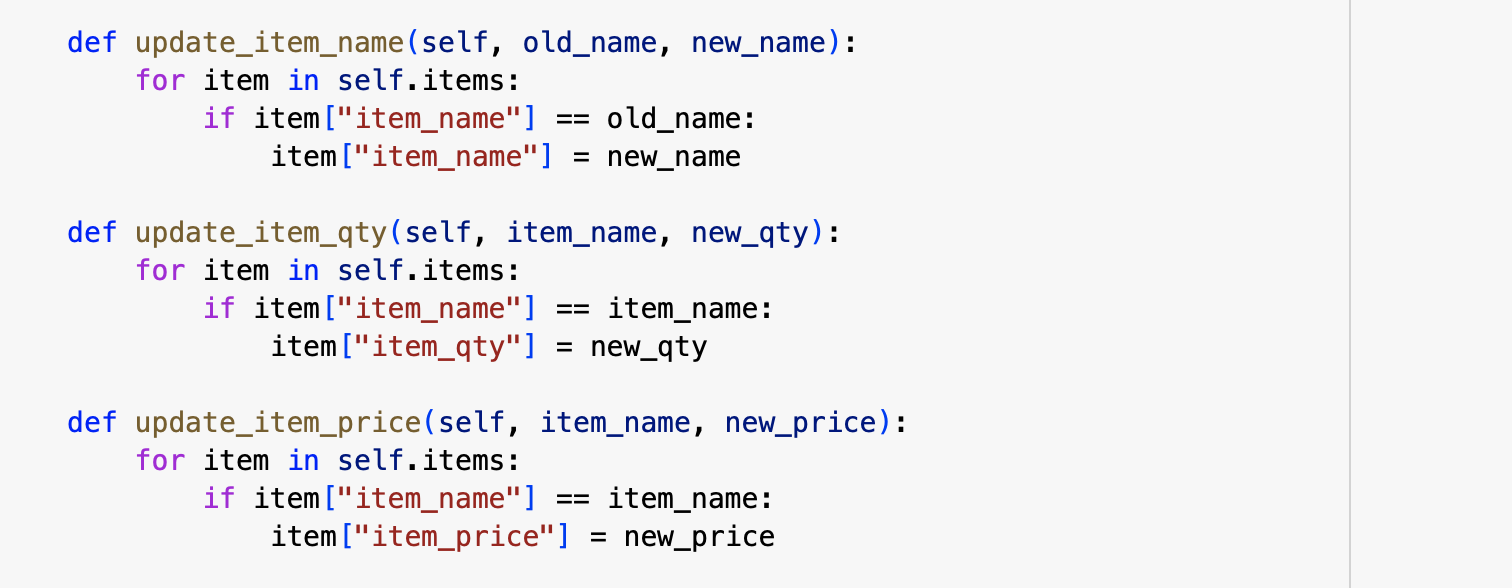 def update_item_name(self, old_name, new_name):
    for item in self.items:
        if item["item_name"] == old_name:
            item["item_name"] = new_name

def update_item_qty(self, item_name, new_qty):
    for item in self.items:
        if item["item_name"] == item_name:
            item["item_qty"] = new_qty

def update_item_price(self, item_name, new_price):
    for item in self.items:
        if item["item_name"] == item_name:
            item["item_price"] = new_price